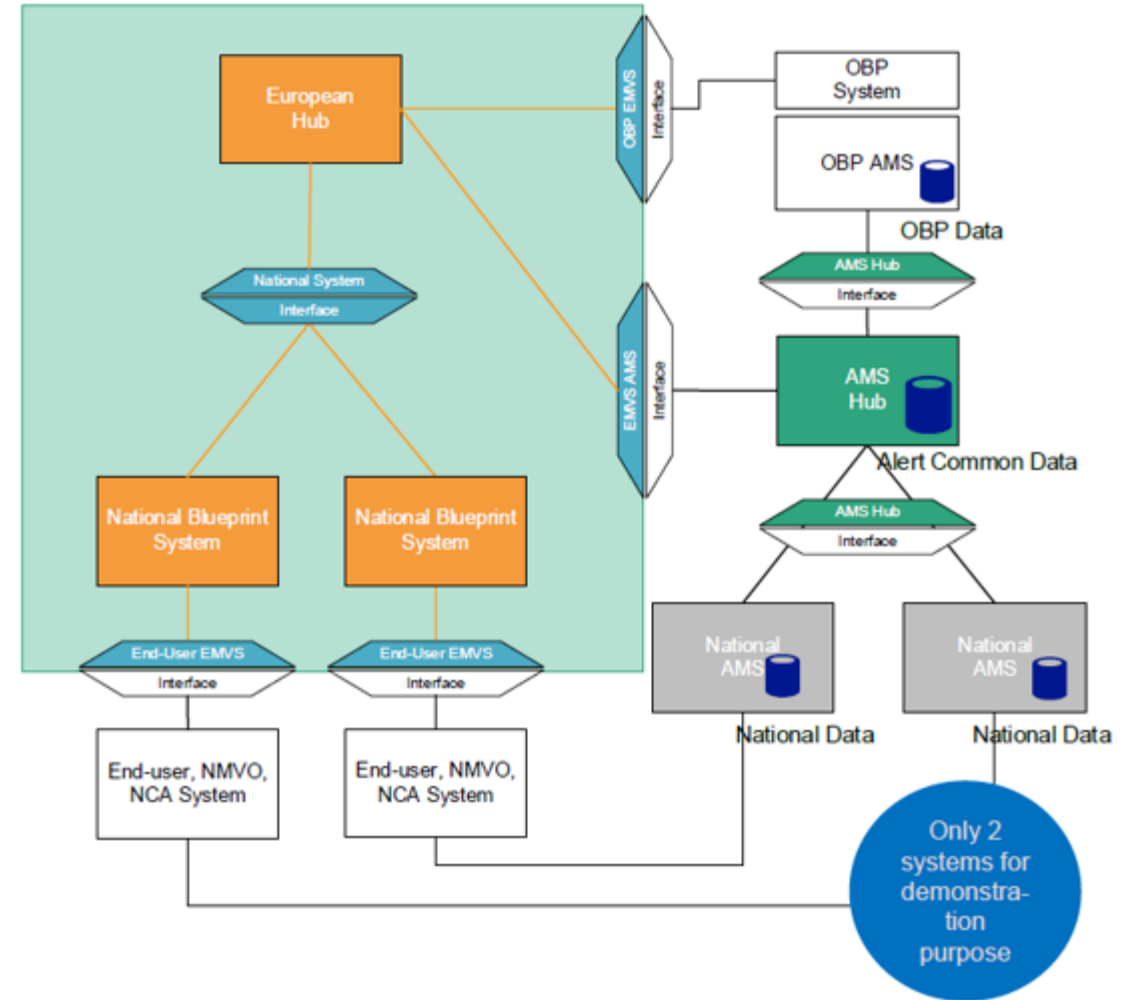 European
Hub
OBP EMVS
Interface
OBP
System
OBP AMS
OBP Data
AMS Hub
Interface
National System
Interface
EMVS AMS
Interface
AMS
Hub
Alert Common Data
AMS Hub
Interface
National Blueprint
System
National Blueprint
System
End-User EMVS
Interface
End-User EMVS
Interface
National
AMS
National Data
National
AMS
National Data
End-user, NMVO,
NCA System
End-user, NMVO,
NCA System
Only 2
systems for
demonstra-
tion
purpose